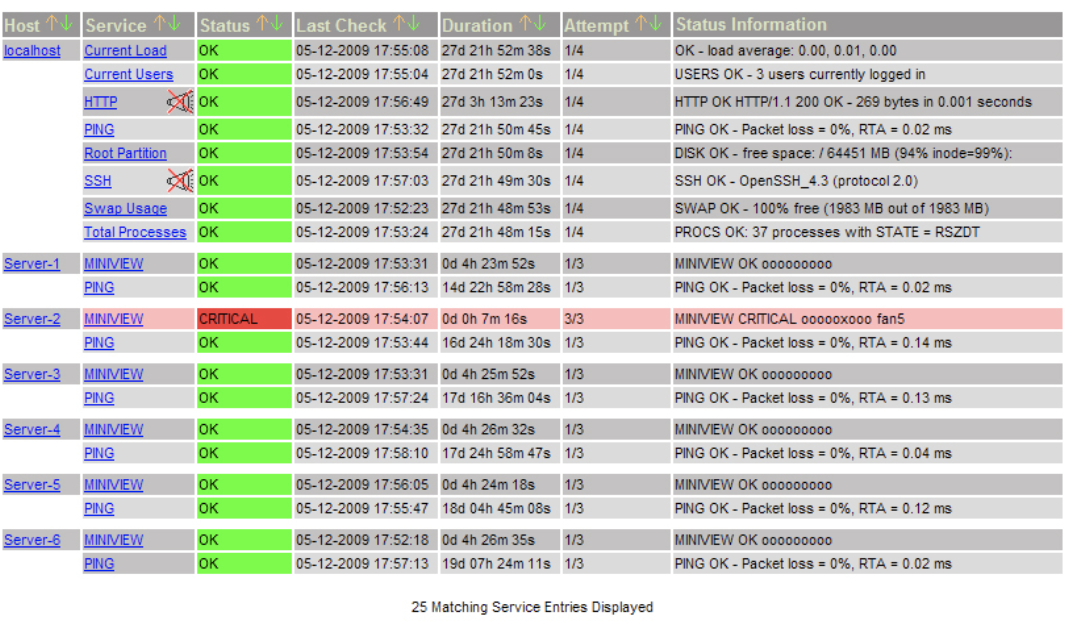 Host Service Status Last Check Duration Attempt Status Information
localhost Current Load OK 05-12-2009 17:55:08 27d 21h 52m 38s 1/4 OK - load average: 0.00, 0.01, 0.00
Current Users OK 05-12-2009 17:55:04 27d 21h 52m 0s 1/4 USERS OK - 3 users currently logged in
HTTP OK 05-12-2009 17:56:49 27d 3h 13m 23s 1/4 HTTP OK HTTP/1.1 200 OK - 269 bytes in 0.001 seconds
PING OK 05-12-2009 17:53:32 27d 21h 50m 45s 1/4 PING OK - Packet loss = 0%, RTA = 0.02 ms
Root Partition OK 05-12-2009 17:53:54 27d 21h 50m 8s 1/4 DISK OK - free space: / 64451 MB (94% inode=99%):
SSH OK 05-12-2009 17:57:03 27d 21h 49m 30s 1/4 SSH OK - OpenSSH_4.3 (protocol 2.0)
Swap Usage OK 05-12-2009 17:52:23 27d 21h 48m 53s 1/4 SWAP OK - 100% free (1983 MB out of 1983 MB)
Total Processes OK 05-12-2009 17:53:24 27d 21h 48m 15s 1/4 PROCS OK: 37 processes with STATE = RSZDT
Server-1 MINIVIEW OK 05-12-2009 17:53:31 0d 4h 23m 52s 1/3 MINIVIEW OK ooooooooo
PING OK 05-12-2009 17:56:13 14d 22h 58m 28s 1/3 PING OK - Packet loss = 0%, RTA = 0.02 ms
Server-2 MINIVIEW CRITICAL 05-12-2009 17:54:07 0d 0h 7m 16s 3/3 MINIVIEW CRITICAL oooooxooo fan5
PING OK 05-12-2009 17:53:44 16d 24h 18m 30s 1/3 PING OK - Packet loss = 0%, RTA = 0.14 ms
Server-3 MINIVIEW OK 05-12-2009 17:53:31 0d 4h 25m 52s 1/3 MINIVIEW OK ooooooooo
PING OK 05-12-2009 17:57:24 17d 16h 36m 04s 1/3 PING OK - Packet loss = 0%, RTA = 0.13 ms
Server-4 MINIVIEW OK 05-12-2009 17:54:35 0d 4h 26m 32s 1/3 MINIVIEW OK ooooooooo
PING OK 05-12-2009 17:58:10 17d 24h 58m 47s 1/3 PING OK - Packet loss = 0%, RTA = 0.04 ms
Server-5 MINIVIEW OK 05-12-2009 17:56:05 0d 4h 24m 18s 1/3 MINIVIEW OK ooooooooo
PING OK 05-12-2009 17:55:47 18d 04h 45m 08s 1/3 PING OK - Packet loss = 0%, RTA = 0.12 ms
Server-6 MINIVIEW OK 05-12-2009 17:52:18 0d 4h 26m 35s 1/3 MINIVIEW OK ooooooooo
PING OK 05-12-2009 17:57:13 19d 07h 24m 11s 1/3 PING OK - Packet loss = 0%, RTA = 0.02 ms
25 Matching Service Entries Displayed